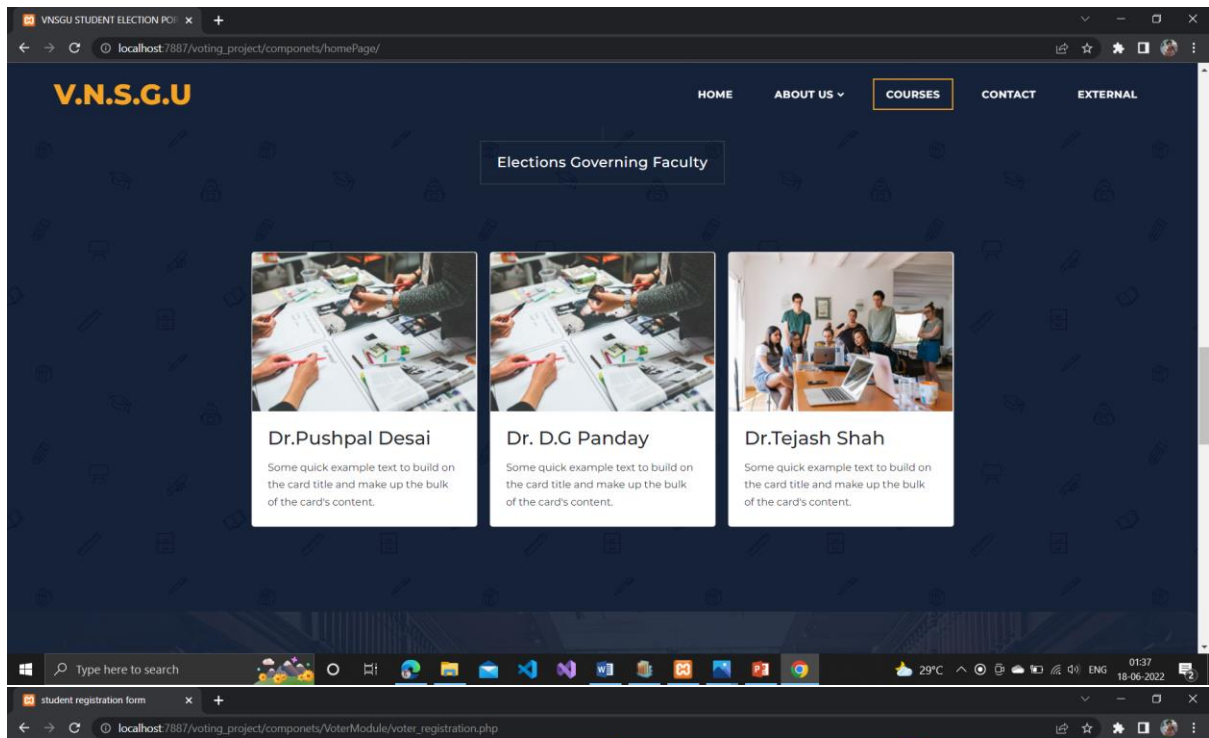 VNSGU STUDENT ELECTION POR
localhost:7887/voting_project/componets/homePage/
V.N.S.G.U
HOME ABOUT US COURSES CONTACT EXTERNAL
Elections Governing Faculty
Dr.Pushpal Desai
Some quick example text to build on
the card title and make up the bulk
of the card's content.
Dr. D.G Panday
Some quick example text to build on
the card title and make up the bulk
of the card's content.
Dr.Tejash Shah
Some quick example text to build on
the card title and make up the bulk
of the card's content.
Type here to search
29°C
ENG
01:37
18-06-2022
2
student registration form
localhost:7887/voting_project/componets/VoterModule/voter_registration.php